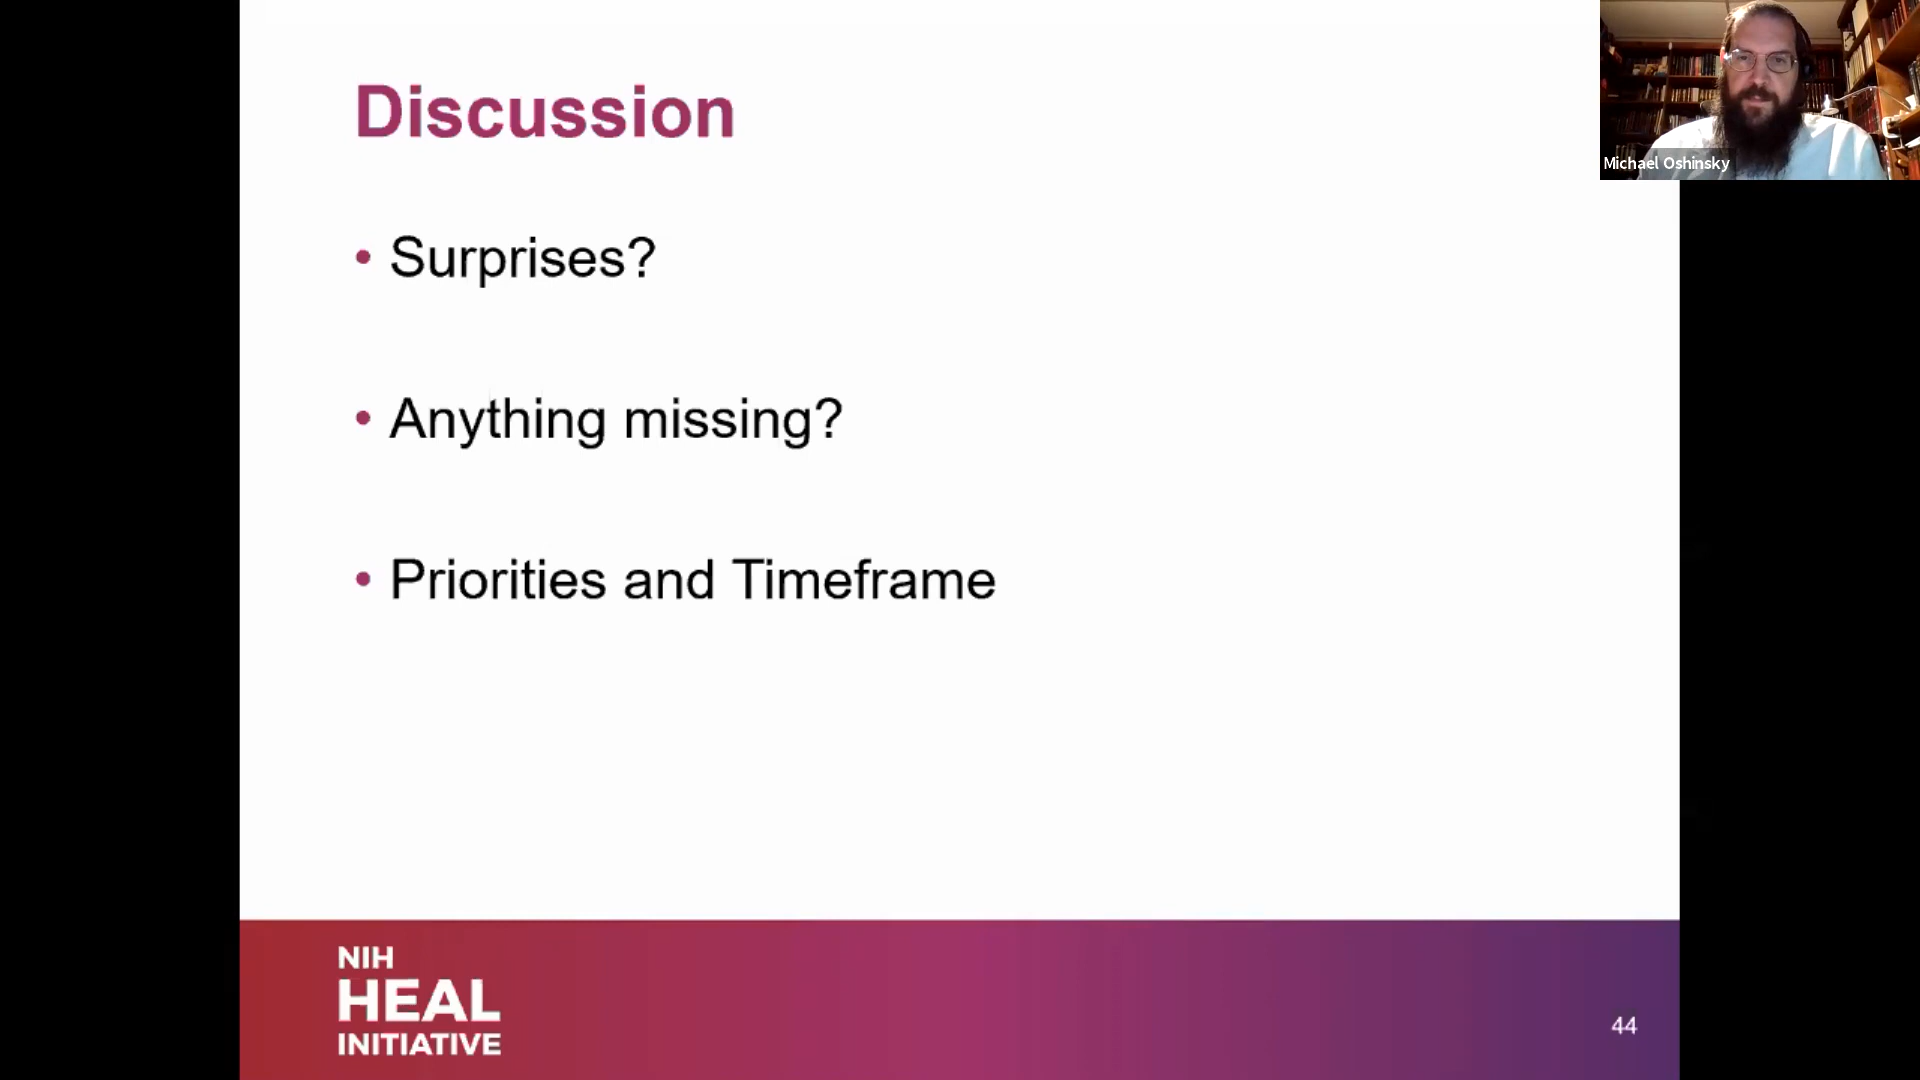 Discussion
• Surprises?
• Anything missing?
• Priorities and Timeframe
Michael Oshinsky
NIH
HEAL
INITIATIVE
44